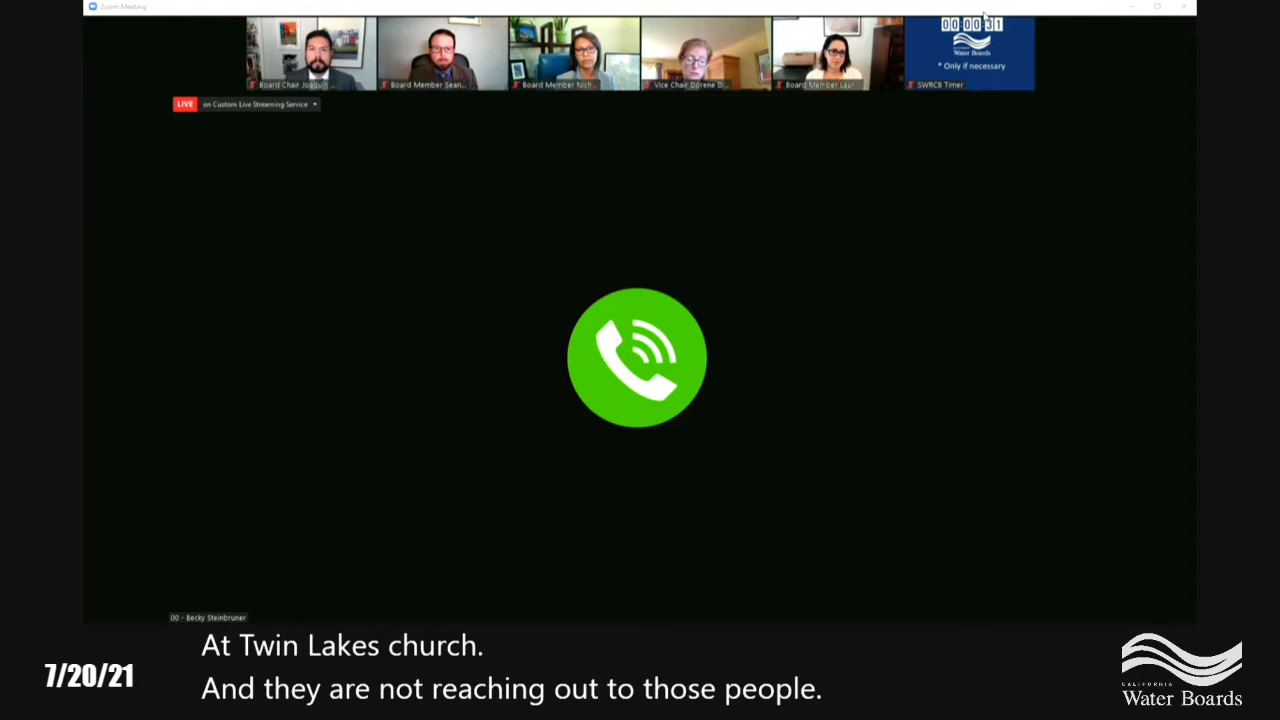 Zoom Meeting
00:00:31
Water Boards
* Only if necessary
Board Chair Joaquin ...
Board Member Sean...
Board Member Nich...
Vice Chair Dorene D...
Board Member Laur
SWRCB Timer
LIVE
on Custom Live Streaming Service
00 - Becky Steinbruner
At Twin Lakes church.
And they are not reaching out to those people.
7/20/21
CALIFORNIA
Water Boards